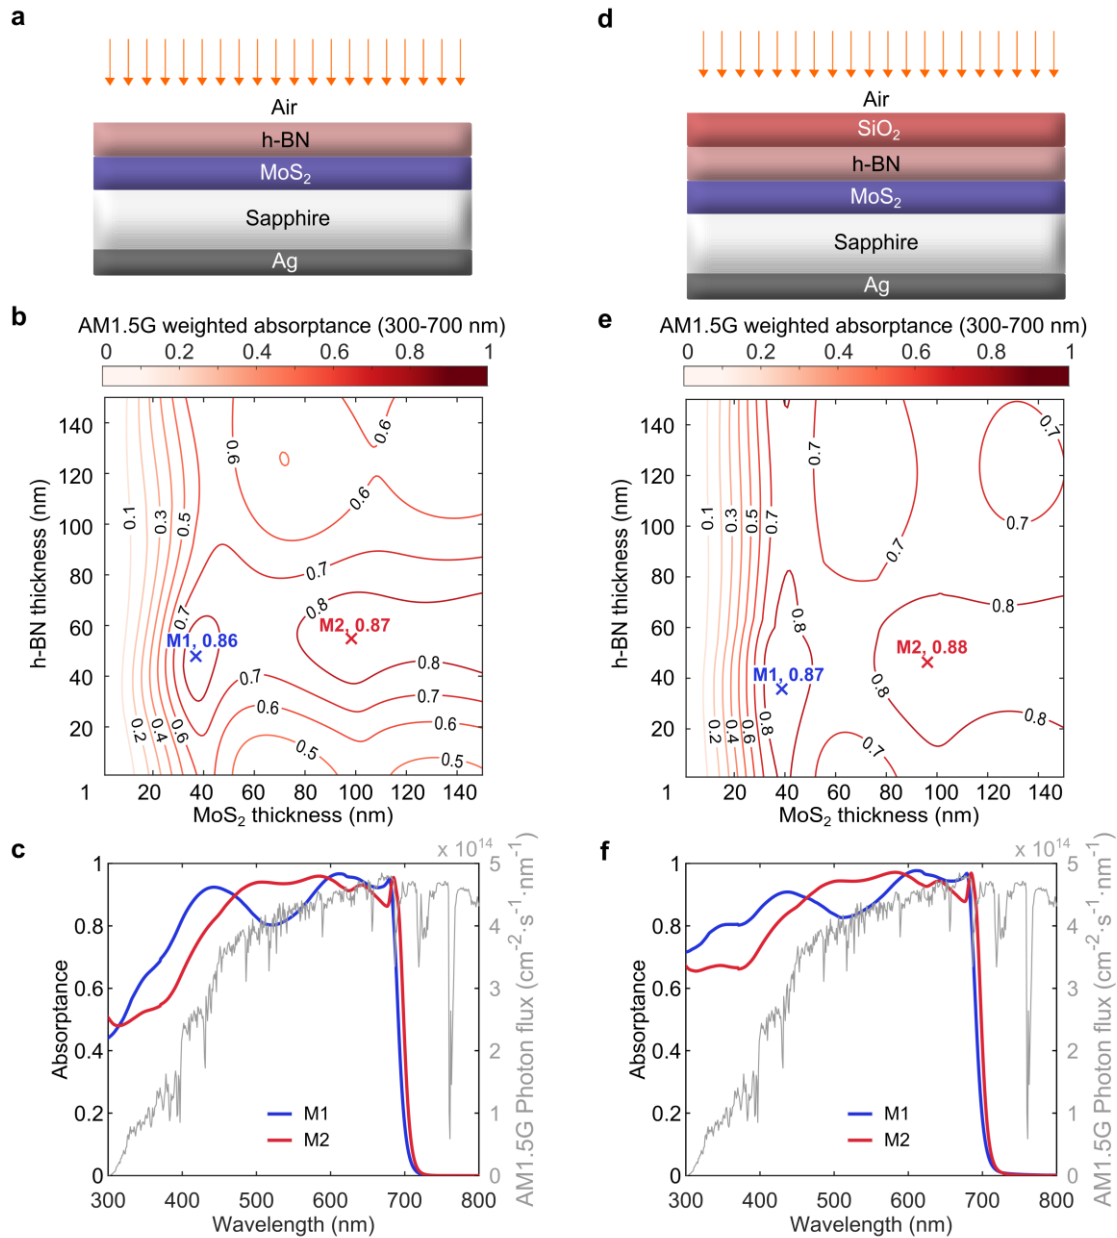 a
Air
h-BN
MoS₂
Sapphire
Ag
b
AM1.5G weighted absorptance (300-700 nm)
0 0.2 0.4 0.6 0.8 1
h-BN thickness (nm)
140
120
100
80
60
40
20
1
20 40 60 80 100 120 140
MoS₂ thickness (nm)
0.6
0.6
0.6
0.1
0.3
0.5
0.7
0.8
0.7
M1, 0.86
M2, 0.87
0.8
0.7
0.7
0.6
0.6
0.2
0.4
0.6
0.5
0.5
c
x 10¹⁴
Absorptance
1
0.8
0.6
0.4
0.2
0
5
4
3
2
1
0
AM1.5G Photon flux (cm⁻²·s⁻¹·nm⁻¹)
M1
M2
300 400 500 600 700 800
Wavelength (nm)
d
Air
SiO₂
h-BN
MoS₂
Sapphire
Ag
e
AM1.5G weighted absorptance (300-700 nm)
0 0.2 0.4 0.6 0.8 1
h-BN thickness (nm)
140
120
100
80
60
40
20
1
20 40 60 80 100 120 140
MoS₂ thickness (nm)
0.7
0.7
0.1
0.3
0.5
0.7
0.7
0.7
0.8
0.8
M2, 0.88
M1, 0.87
0.8
0.8
0.2
0.4
0.6
0.8
0.7
f
x 10¹⁴
Absorptance
1
0.8
0.6
0.4
0.2
0
5
4
3
2
1
0
AM1.5G Photon flux (cm⁻²·s⁻¹·nm⁻¹)
M1
M2
300 400 500 600 700 800
Wavelength (nm)